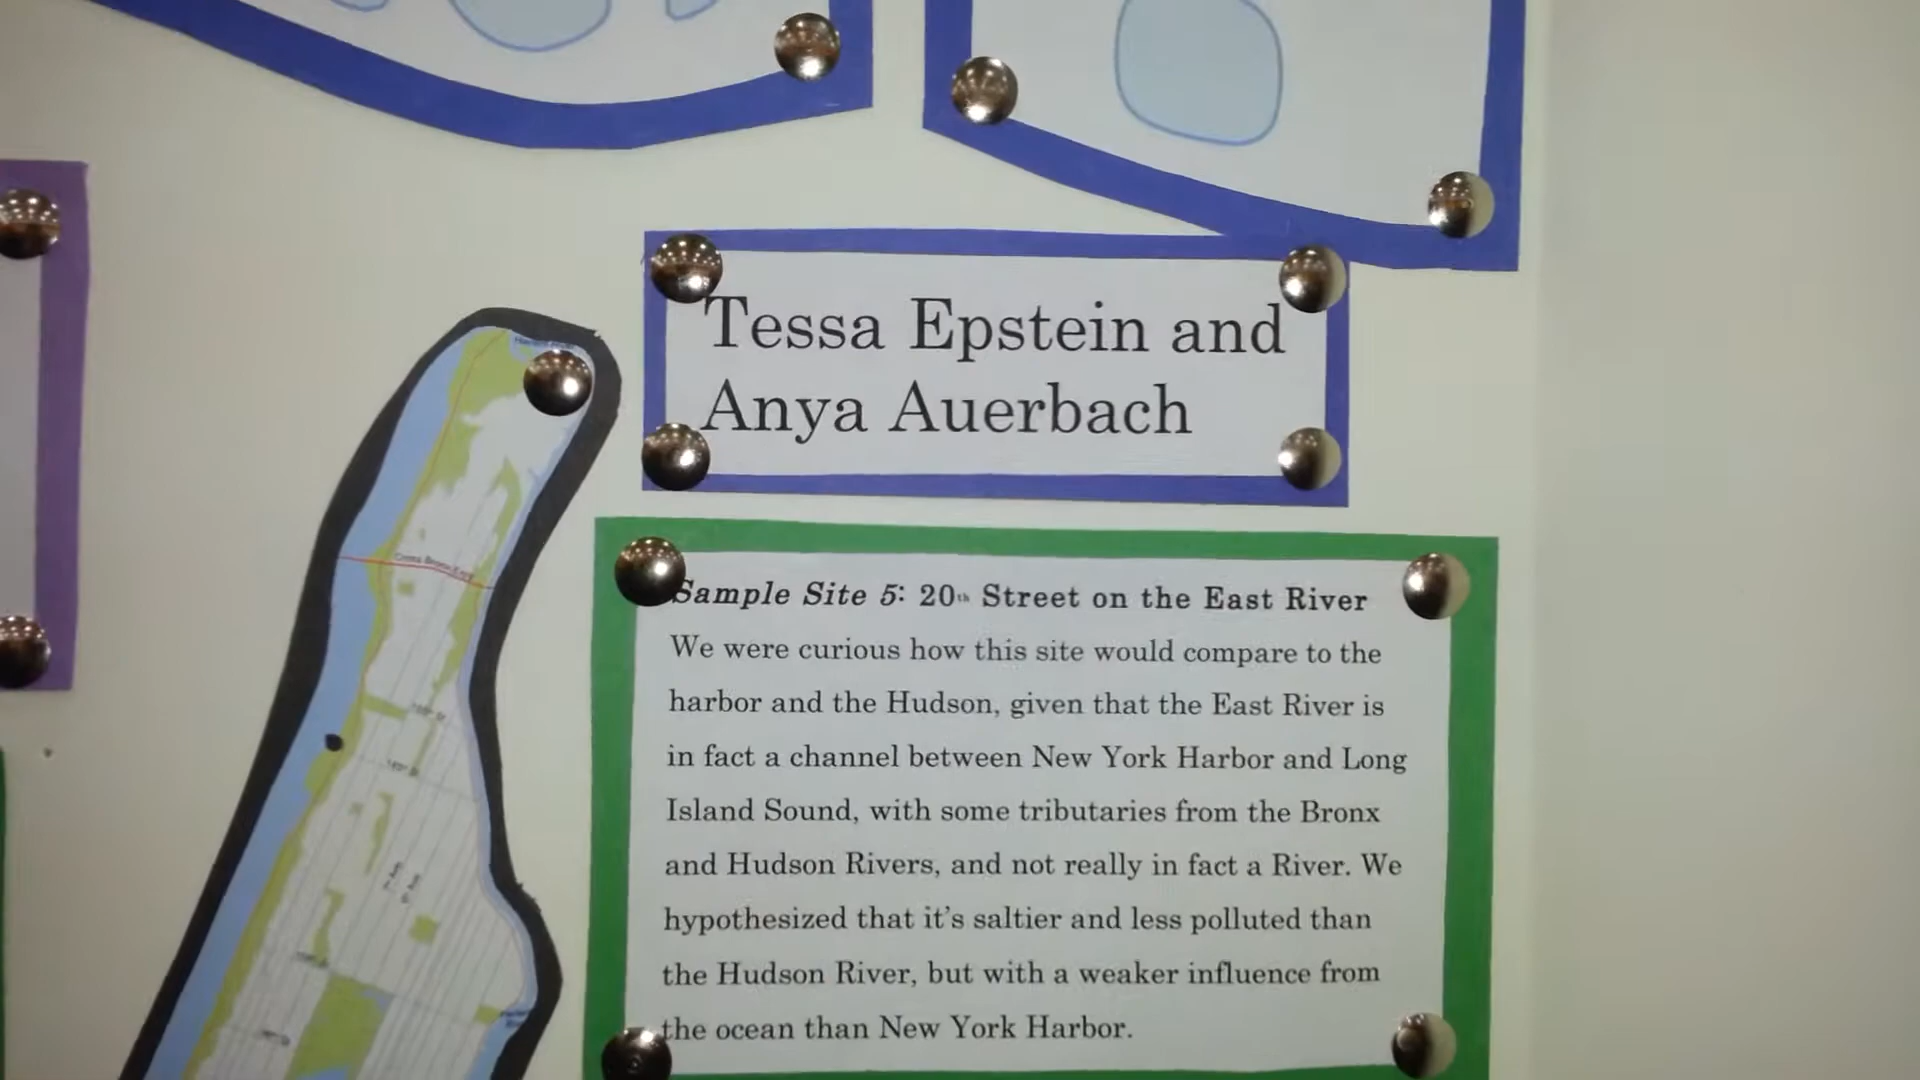 Tessa Epstein and
Anya Auerbach
Sample Site 5: 20th Street on the East River
We were curious how this site would compare to the
harbor and the Hudson, given that the East River is
in fact a channel between New York Harbor and Long
Island Sound, with some tributaries from the Bronx
and Hudson Rivers, and not really in fact a River. We
hypothesized that it's saltier and less polluted than
the Hudson River, but with a weaker influence from
the ocean than New York Harbor.